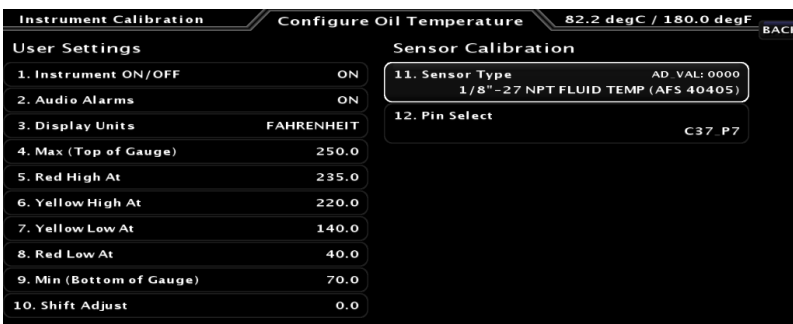 Instrument Calibration
Configure Oil Temperature
82.2 degC / 180.0 degF
BACK
User Settings
1. Instrument ON/OFF ON
2. Audio Alarms ON
3. Display Units FAHRENHEIT
4. Max (Top of Gauge) 250.0
5. Red High At 235.0
6. Yellow High At 220.0
7. Yellow Low At 140.0
8. Red Low At 40.0
9. Min (Bottom of Gauge) 70.0
10. Shift Adjust 0.0
Sensor Calibration
11. Sensor Type AD_VAL: 0000
1/8"-27 NPT FLUID TEMP (AFS 40405)
12. Pin Select
C37_P7